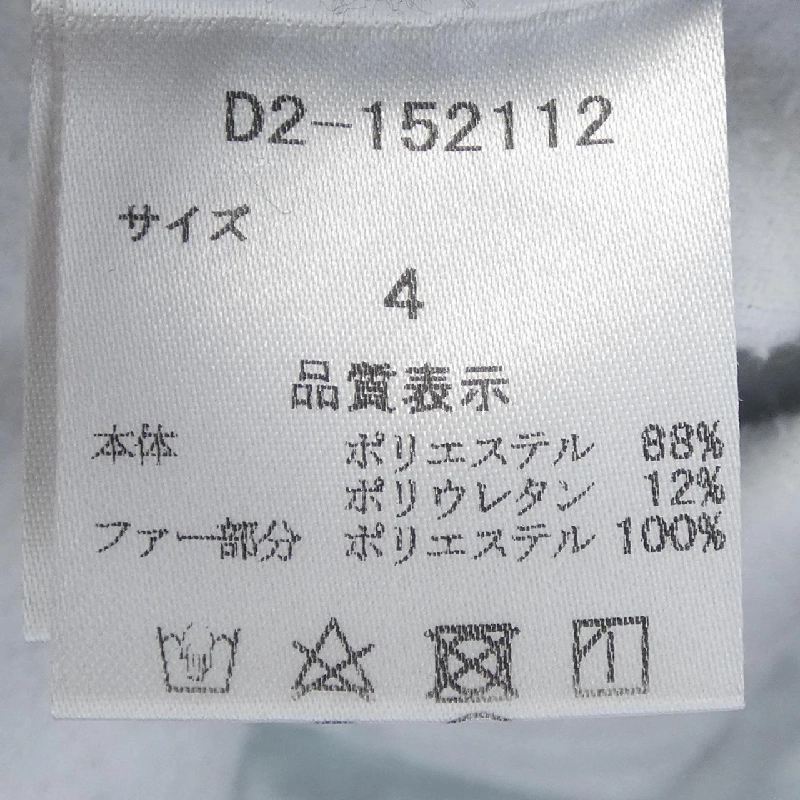 D2-152112
サイズ
4
品質表示
本体 ポリエステル 88%
ポリウレタン 12%
ファー部分 ポリエステル 100%